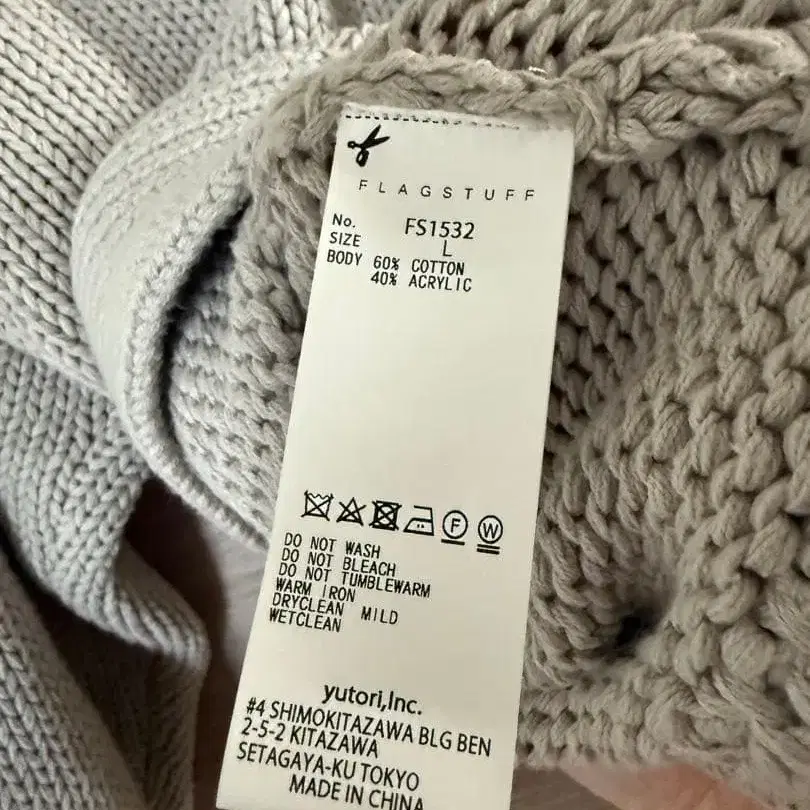 FLAGSTUFF
No. FS1532
SIZE L
BODY 60% COTTON
40% ACRYLIC
F W
DO NOT WASH
DO NOT BLEACH
DO NOT TUMBLEWARM
WARM IRON
DRYCLEAN MILD
WETCLEAN
yutori,Inc.
#4 SHIMOKITAZAWA BLG BEN
2-5-2 KITAZAWA
SETAGAYA-KU TOKYO
MADE IN CHINA